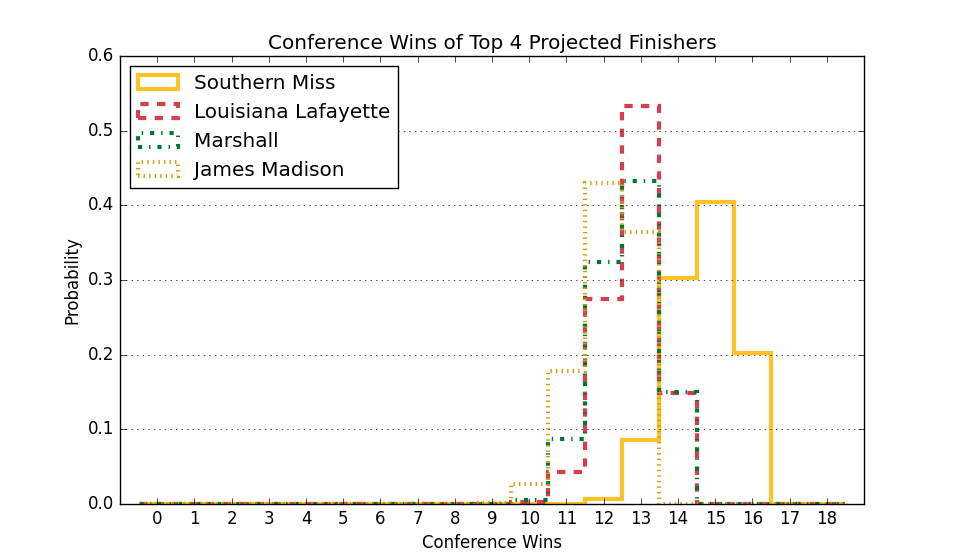 Conference Wins of Top 4 Projected Finishers
Southern Miss
Louisiana Lafayette
Marshall
James Madison
Probability
0.6
0.5
0.4
0.3
0.2
0.1
0.0
0 1 2 3 4 5 6 7 8 9 10 11 12 13 14 15 16 17 18
Conference Wins